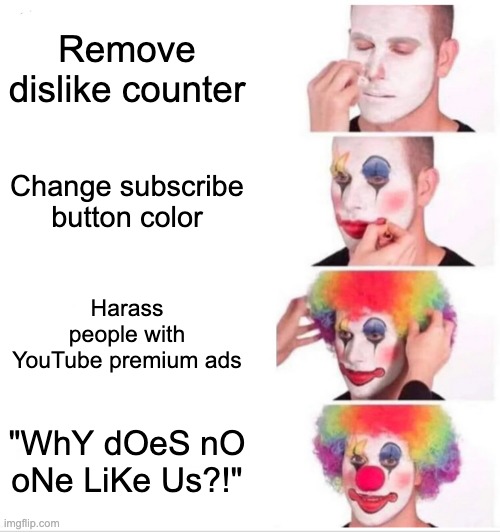 Remove
dislike counter
Change subscribe
button color
Harass
people with
YouTube premium ads
"WhY dOeS nO
oNe LiKe Us?!"
imgflip.com